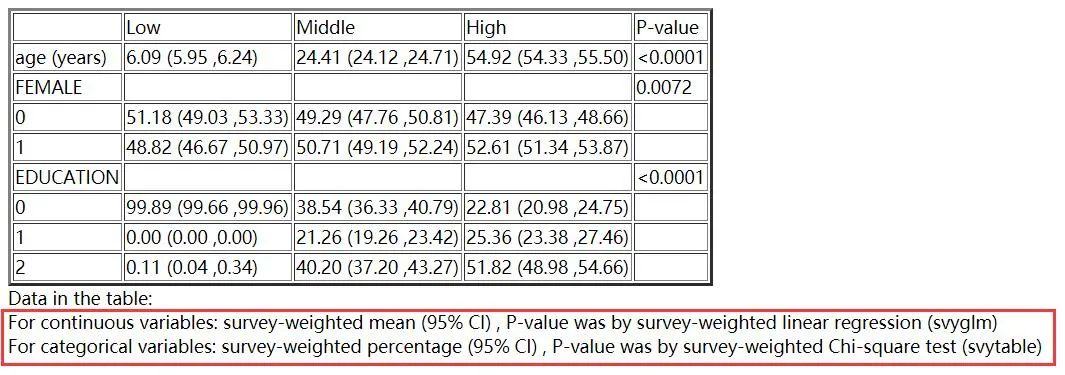 Low Middle High P-value
age (years) 6.09 (5.95 ,6.24) 24.41 (24.12 ,24.71) 54.92 (54.33 ,55.50) <0.0001
FEMALE 0.0072
0 51.18 (49.03 ,53.33) 49.29 (47.76 ,50.81) 47.39 (46.13 ,48.66)
1 48.82 (46.67 ,50.97) 50.71 (49.19 ,52.24) 52.61 (51.34 ,53.87)
EDUCATION <0.0001
0 99.89 (99.66 ,99.96) 38.54 (36.33 ,40.79) 22.81 (20.98 ,24.75)
1 0.00 (0.00 ,0.00) 21.26 (19.26 ,23.42) 25.36 (23.38 ,27.46)
2 0.11 (0.04 ,0.34) 40.20 (37.20 ,43.27) 51.82 (48.98 ,54.66)
Data in the table:
For continuous variables: survey-weighted mean (95% CI) , P-value was by survey-weighted linear regression (svyglm)
For categorical variables: survey-weighted percentage (95% CI) , P-value was by survey-weighted Chi-square test (svytable)